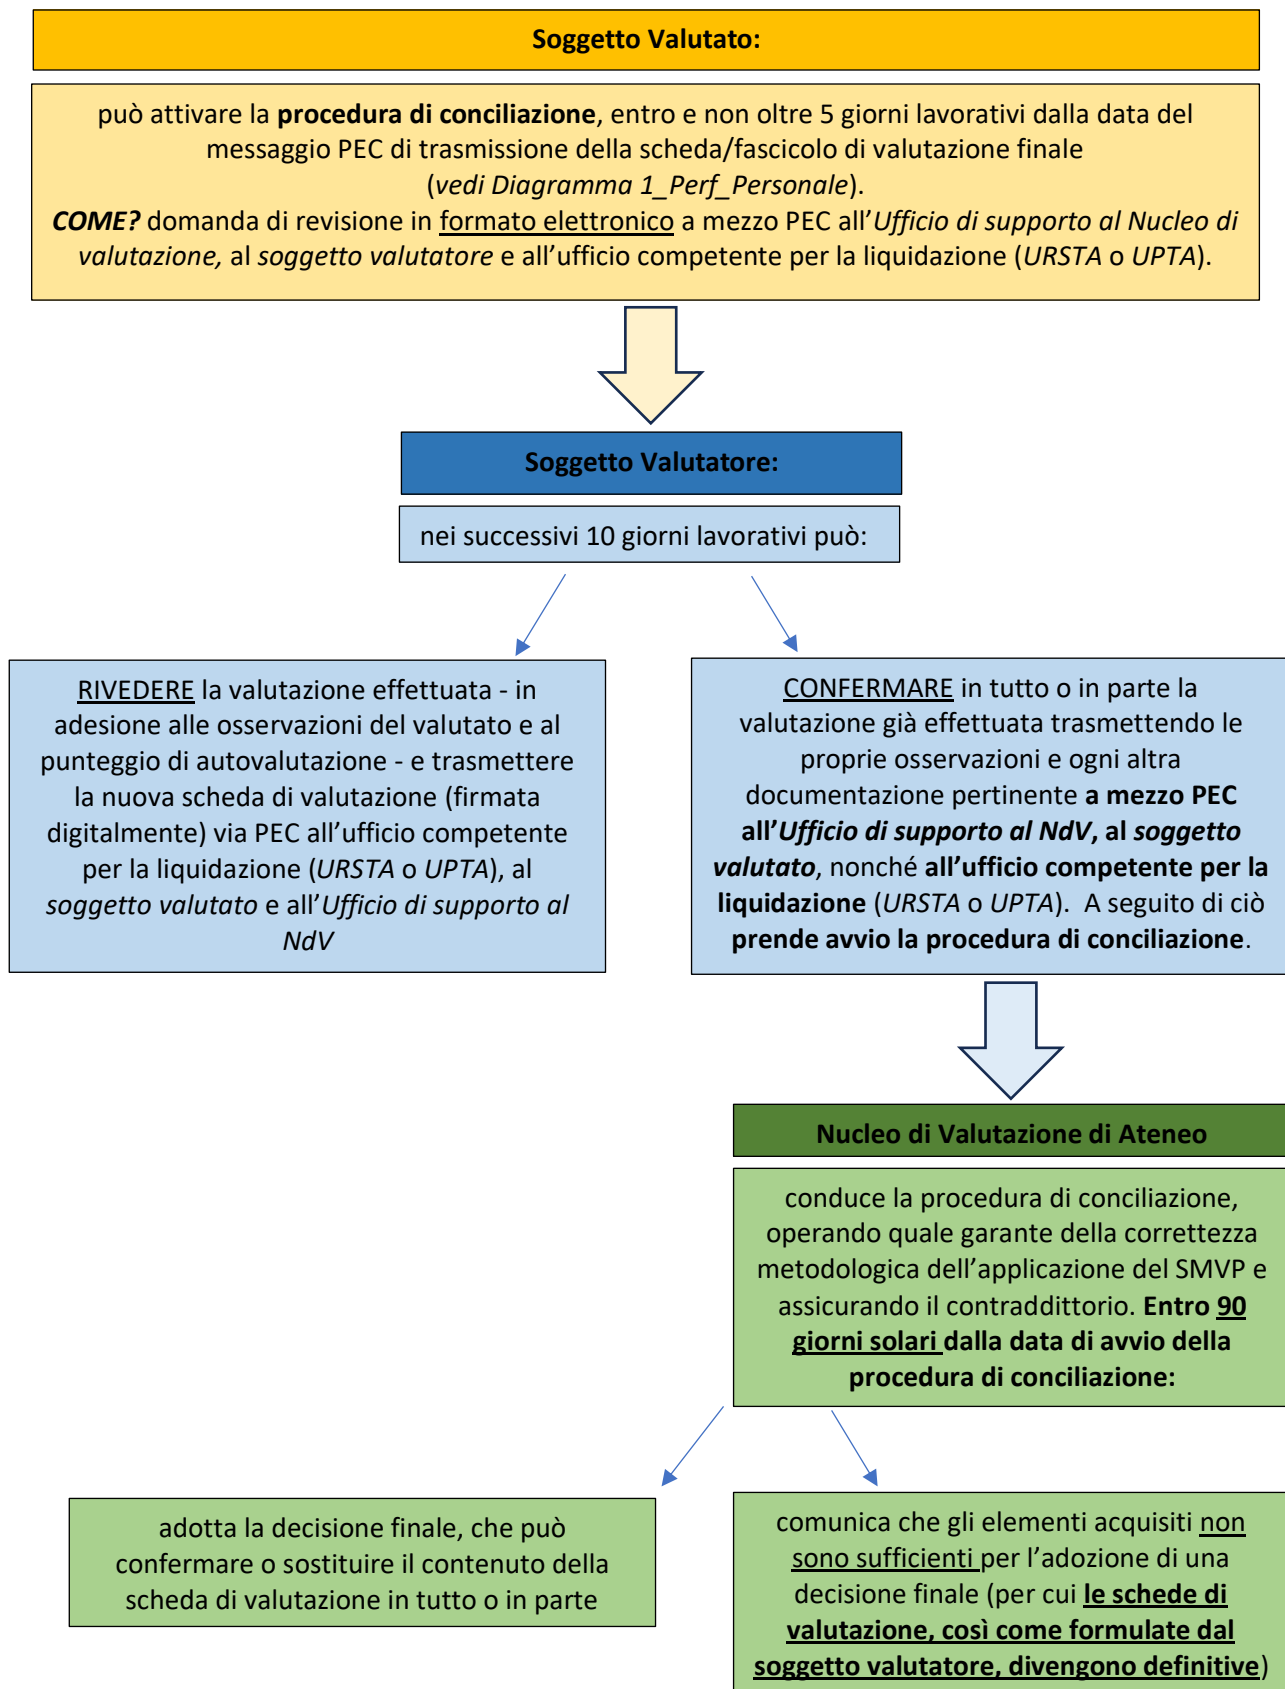 Soggetto Valutato:
può attivare la procedura di conciliazione, entro e non oltre 5 giorni lavorativi dalla data del
messaggio PEC di trasmissione della scheda/fascicolo di valutazione finale
(vedi Diagramma 1_Perf_Personale).
COME? domanda di revisione in formato elettronico a mezzo PEC all'Ufficio di supporto al Nucleo di
valutazione, al soggetto valutatore e all'ufficio competente per la liquidazione (URSTA o UPTA).
Soggetto Valutatore:
nei successivi 10 giorni lavorativi può:
RIVEDERE la valutazione effettuata - in
adesione alle osservazioni del valutato e al
punteggio di autovalutazione - e trasmettere
la nuova scheda di valutazione (firmata
digitalmente) via PEC all'ufficio competente
per la liquidazione (URSTA o UPTA), al
soggetto valutato e all'Ufficio di supporto al
NdV
CONFERMARE in tutto o in parte la
valutazione già effettuata trasmettendo le
proprie osservazioni e ogni altra
documentazione pertinente a mezzo PEC
all'Ufficio di supporto al NdV, al soggetto
valutato, nonché all'ufficio competente per la
liquidazione (URSTA o UPTA). A seguito di ciò
prende avvio la procedura di conciliazione.
Nucleo di Valutazione di Ateneo
conduce la procedura di conciliazione,
operando quale garante della correttezza
metodologica dell'applicazione del SMVP e
assicurando il contraddittorio. Entro 90
giorni solari dalla data di avvio della
procedura di conciliazione:
adotta la decisione finale, che può
confermare o sostituire il contenuto della
scheda di valutazione in tutto o in parte
comunica che gli elementi acquisiti non
sono sufficienti per l'adozione di una
decisione finale (per cui le schede di
valutazione, così come formulate dal
soggetto valutatore, divengono definitive)